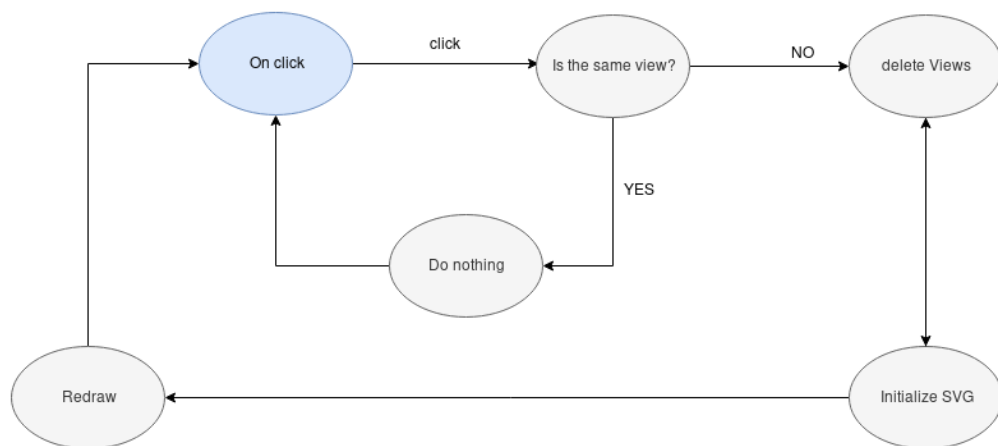 On click
click
Is the same view?
NO
delete Views
YES
Do nothing
Redraw
Initialize SVG